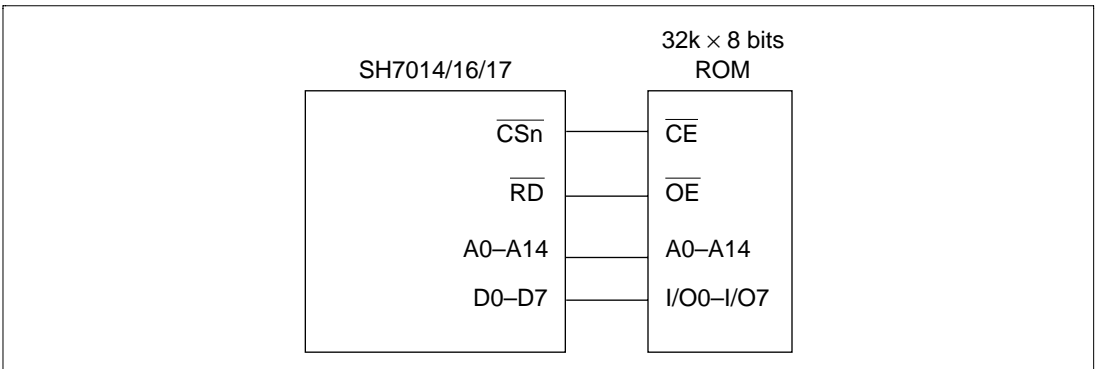 32k × 8 bits
SH7014/16/17 ROM
CSn CE
RD OE
A0–A14 A0–A14
D0–D7 I/O0–I/O7